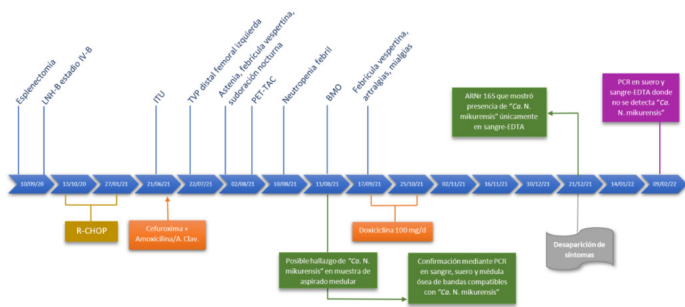 Esplenectomía
LNH-B estadio IV-B
ITU
TVP distal femoral izquierda
Astenia, febrícula vespertina,
sudoración nocturna
PET-TAC
Neutropenia febril
BMO
Febrícula vespertina,
artralgias, mialgias
ARNr 16S que mostró
presencia de "Ca. N.
mikurensis" únicamente
en sangre-EDTA
PCR en suero y
sangre-EDTA donde
no se detecta "Ca.
N. mikurensis"
10/09/20
13/10/20
27/01/21
21/06/21
22/07/21
02/08/21
10/08/21
11/08/21
17/09/21
25/10/21
02/11/21
16/11/21
10/12/21
21/12/21
14/01/22
09/02/22
R-CHOP
Cefuroxima +
Amoxicilina/A. Clav.
Doxiciclina 100 mg/d
Desaparición de
síntomas
Posible hallazgo de "Ca. N.
mikurensis" en muestra de
aspirado medular
Confirmación mediante PCR
en sangre, suero y médula
ósea de bandas compatibles
con "Ca. N. mikurensis"